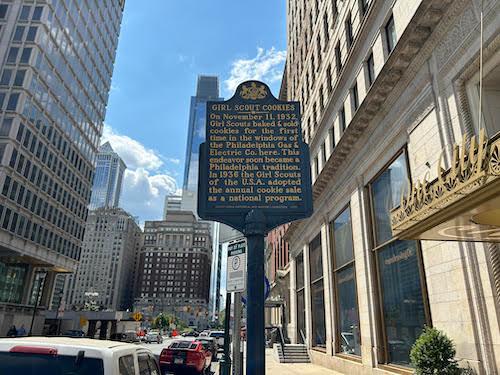 GIRL SCOUT COOKIES
On November 11, 1932,
Girl Scouts baked & sold
cookies for the first
time in the windows of
the Philadelphia Gas &
Electric Co. here. This
endeavor soon became a
Philadelphia tradition.
In 1936 the Girl Scouts
of the U.S.A. adopted
the annual cookie sale
as a national program.